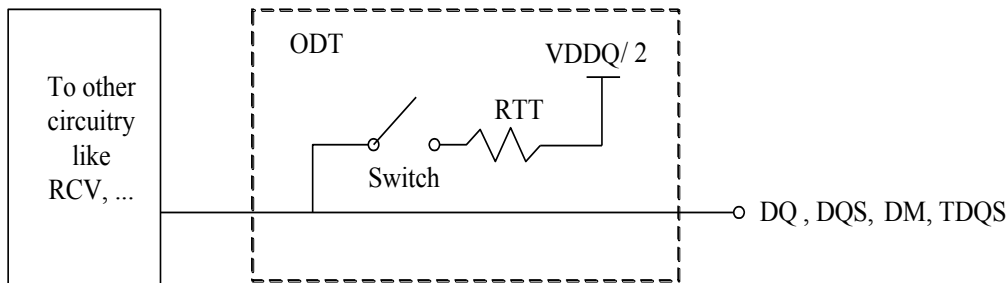 To other
circuitry
like
RCV, ...
ODT
VDDQ/ 2
RTT
Switch
DQ , DQS, DM, TDQS